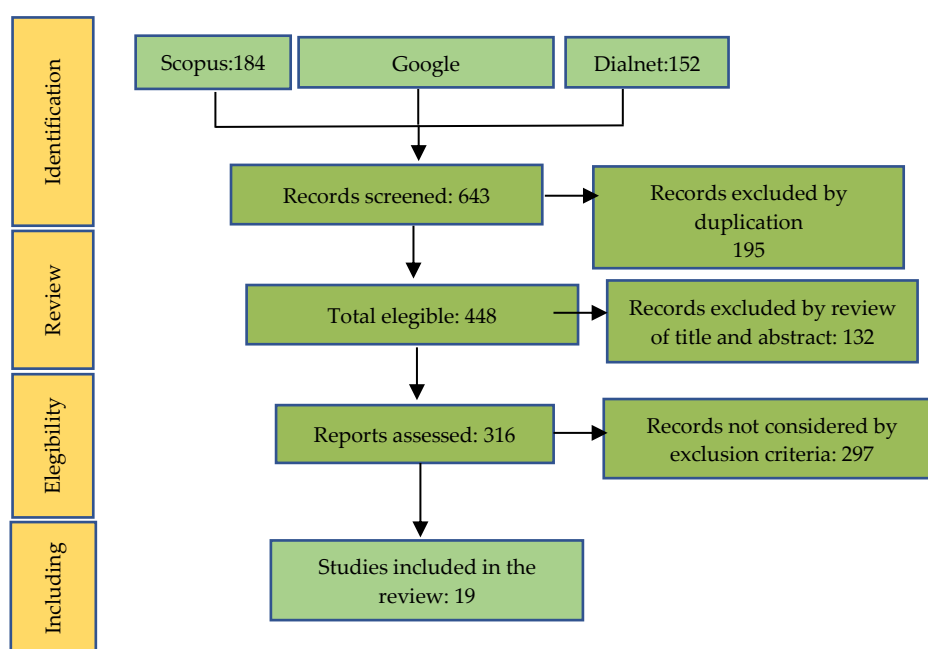 Identification
Scopus:184
Google
Dialnet:152
Records screened: 643
Records excluded by
duplication
195
Review
Total elegible: 448
Records excluded by review
of title and abstract: 132
Elegibility
Reports assessed: 316
Records not considered by
exclusion criteria: 297
Including
Studies included in the
review: 19